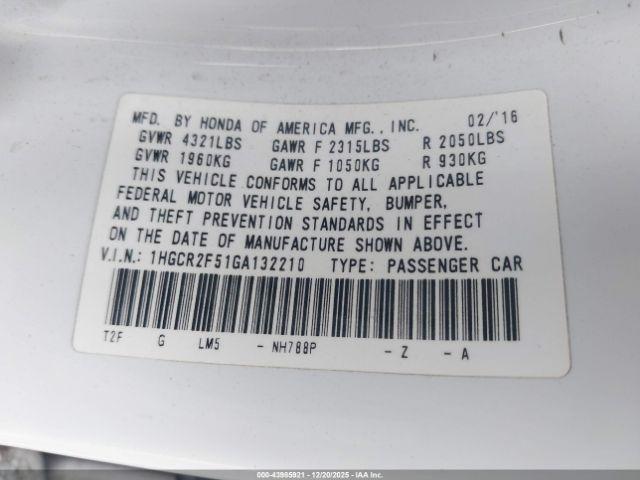 MFD. BY HONDA OF AMERICA MFG., INC. 02/'16
GVWR 4321LBS GAWR F 2315LBS R 2050LBS
GVWR 1960KG GAWR F 1050KG R 930KG
THIS VEHICLE CONFORMS TO ALL APPLICABLE
FEDERAL MOTOR VEHICLE SAFETY, BUMPER,
AND THEFT PREVENTION STANDARDS IN EFFECT
ON THE DATE OF MANUFACTURE SHOWN ABOVE.
V.I.N.: 1HGCR2F51GA132210 TYPE: PASSENGER CAR
T2F G LM5 - NH788P - Z - A
000-43985921 - 12/20/2025 - IAA Inc.